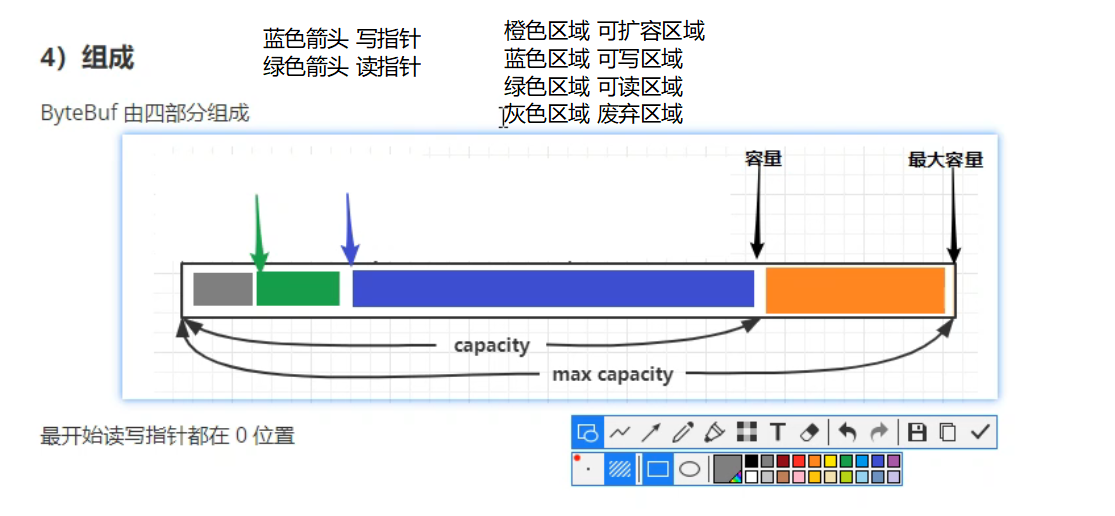 4）组成
蓝色箭头 写指针
绿色箭头 读指针
橙色区域 可扩容区域
蓝色区域 可写区域
绿色区域 可读区域
灰色区域 废弃区域
ByteBuf 由四部分组成
容量
最大容量
capacity
max capacity
最开始读写指针都在 0 位置
T